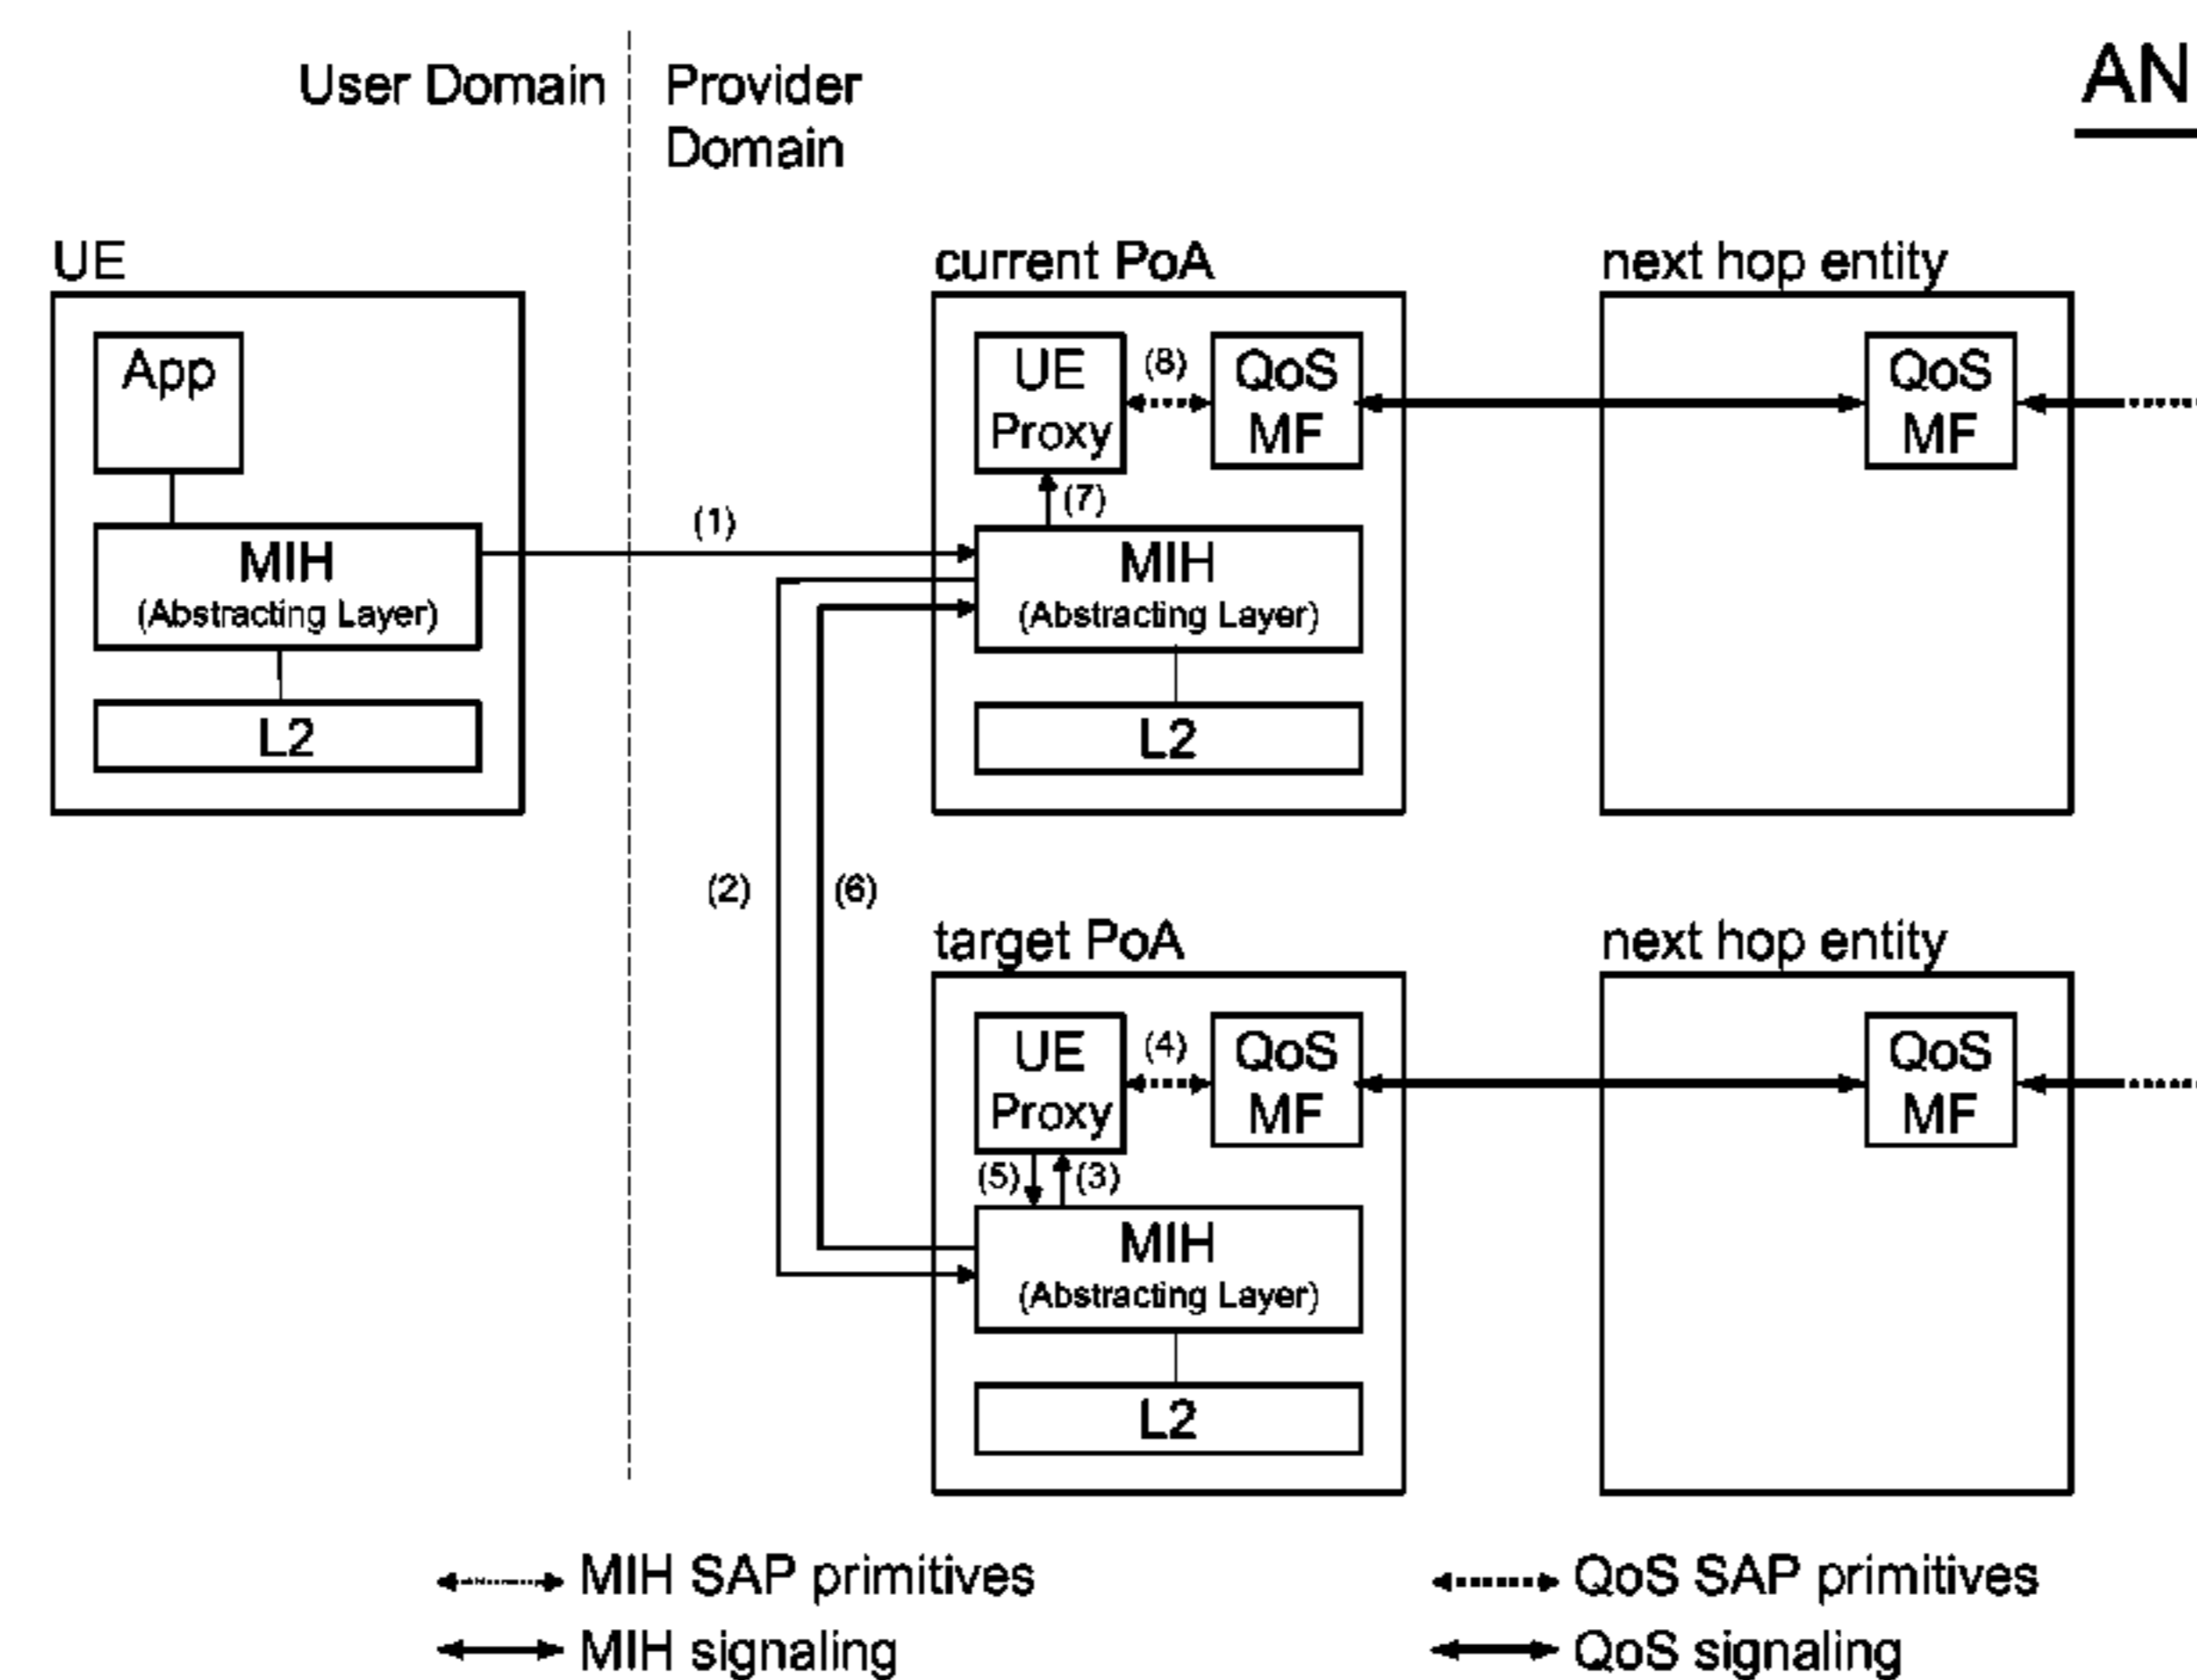 User Domain
Provider
Domain
AN
UE
current PoA
next hop entity
App
UE
Proxy
(8)
QoS
MF
QoS
MF
(7)
(1)
MIH
(Abstracting Layer)
MIH
(Abstracting Layer)
L2
L2
(2)
(6)
target PoA
next hop entity
UE
Proxy
(4)
QoS
MF
QoS
MF
(5)
(3)
MIH
(Abstracting Layer)
L2
MIH SAP primitives
QoS SAP primitives
MIH signaling
QoS signaling